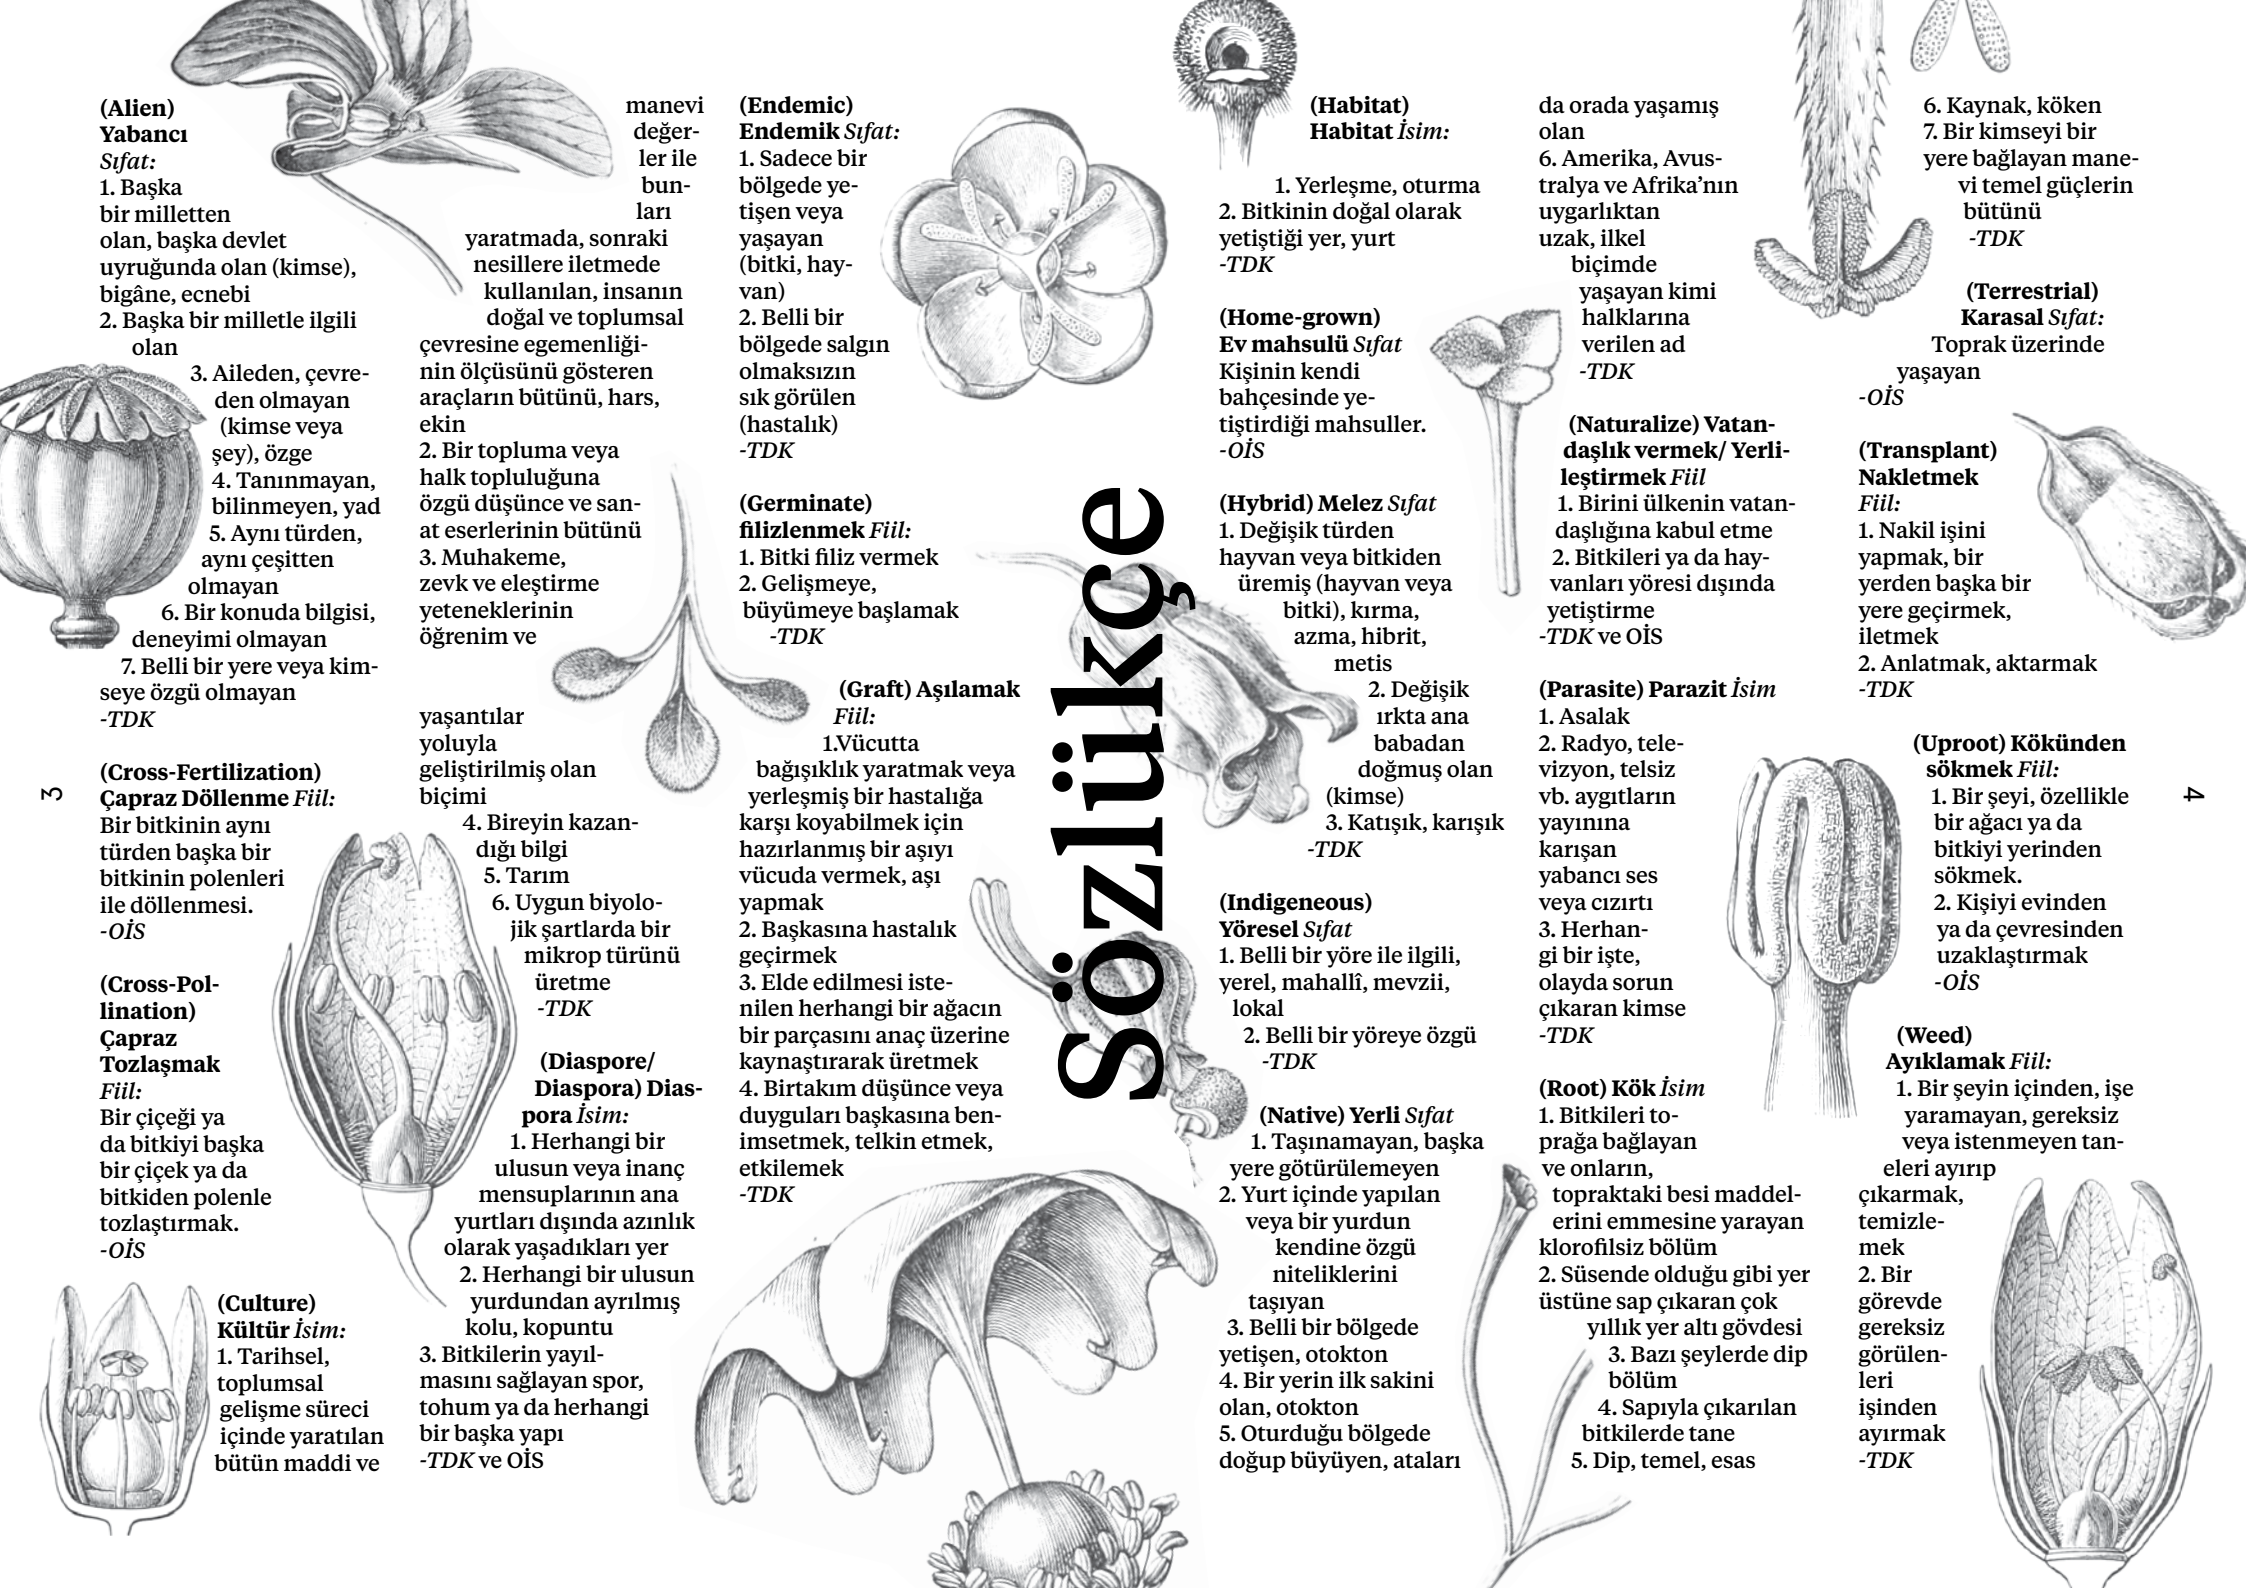 (Alien)
Yabancı
Sıfat:
1. Başka
bir milletten
olan, başka devlet
uyruğunda olan (kimse),
bigâne, ecnebi
2. Başka bir milletle ilgili
olan
3. Aileden, çevre-
den olmayan
(kimse veya
şey), özge
4. Tanınmayan,
bilinmeyen, yad
5. Aynı türden,
aynı çeşitten
olmayan
6. Bir konuda bilgisi,
deneyimi olmayan
7. Belli bir yere veya kim-
seye özgü olmayan
-TDK
(Cross-Fertilization)
Çapraz Döllenme Fiil:
Bir bitkinin aynı
türden başka bir
bitkinin polenleri
ile döllenmesi.
-OİS
(Cross-Pol-
lination)
Çapraz
Tozlaşmak
Fiil:
Bir çiçeği ya
da bitkiyi başka
bir çiçek ya da
bitkiden polenle
tozlaştırmak.
-OİS
(Culture)
Kültür İsim:
1. Tarihsel,
toplumsal
gelişme süreci
içinde yaratılan
bütün maddi ve
manevi
değer-
ler ile
bun-
ları
yaratmada, sonraki
nesillere iletmede
kullanılan, insanın
doğal ve toplumsal
çevresine egemenliği-
nin ölçüsünü gösteren
araçların bütünü, hars,
ekin
2. Bir topluma veya
halk topluluğuna
özgü düşünce ve san-
at eserlerinin bütünü
3. Muhakeme,
zevk ve eleştirme
yeteneklerinin
öğrenim ve
yaşantılar
yoluyla
geliştirilmiş olan
biçimi
4. Bireyin kazan-
dığı bilgi
5. Tarım
6. Uygun biyolo-
jik şartlarda bir
mikrop türünü
üretme
-TDK
(Diaspore/
Diaspora) Dias-
pora İsim:
1. Herhangi bir
ulusun veya inanç
mensuplarının ana
yurtları dışında azınlık
olarak yaşadıkları yer
2. Herhangi bir ulusun
yurdundan ayrılmış
kolu, kopuntu
3. Bitkilerin yayıl-
masını sağlayan spor,
tohum ya da herhangi
bir başka yapı
-TDK ve OİS
(Endemic)
Endemik Sıfat:
1. Sadece bir
bölgede ye-
tişen veya
yaşayan
(bitki, hay-
van)
2. Belli bir
bölgede salgın
olmaksızın
sık görülen
(hastalık)
-TDK
(Germinate)
filizlenmek Fiil:
1. Bitki filiz vermek
2. Gelişmeye,
büyümeye başlamak
-TDK
(Graft) Aşılamak
Fiil:
1.Vücutta
bağışıklık yaratmak veya
yerleşmiş bir hastalığa
karşı koyabilmek için
hazırlanmış bir aşıyı
vücuda vermek, aşı
yapmak
2. Başkasına hastalık
geçirmek
3. Elde edilmesi iste-
nilen herhangi bir ağacın
bir parçasını anaç üzerine
kaynaştırarak üretmek
4. Birtakım düşünce veya
duyguları başkasına ben-
imsetmek, telkin etmek,
etkilemek
-TDK
3
Sözlükçe
(Habitat)
Habitat İsim:
1. Yerleşme, oturma
2. Bitkinin doğal olarak
yetiştiği yer, yurt
-TDK
(Home-grown)
Ev mahsulü Sıfat
Kişinin kendi
bahçesinde ye-
tiştirdiği mahsuller.
-OİS
(Hybrid) Melez Sıfat
1. Değişik türden
hayvan veya bitkiden
üremiş (hayvan veya
bitki), kırma,
azma, hibrit,
metis
2. Değişik
ırkta ana
babadan
doğmuş olan
(kimse)
3. Katışık, karışık
-TDK
(Indigeneous)
Yöresel Sıfat
1. Belli bir yöre ile ilgili,
yerel, mahallî, mevzii,
lokal
2. Belli bir yöreye özgü
-TDK
(Native) Yerli Sıfat
1. Taşınamayan, başka
yere götürülemeyen
2. Yurt içinde yapılan
veya bir yurdun
kendine özgü
niteliklerini
taşıyan
3. Belli bir bölgede
yetişen, otokton
4. Bir yerin ilk sakini
olan, otokton
5. Oturduğu bölgede
doğup büyüyen, ataları
da orada yaşamış
olan
6. Amerika, Avus-
tralya ve Afrika’nın
uygarlıktan
uzak, ilkel
biçimde
yaşayan kimi
halklarına
verilen ad
-TDK
(Naturalize) Vatan-
daşlık vermek/ Yerli-
leştirmek Fiil
1. Birini ülkenin vatan-
daşlığına kabul etme
2. Bitkileri ya da hay-
vanları yöresi dışında
yetiştirme
-TDK ve OİS
(Parasite) Parazit İsim
1. Asalak
2. Radyo, tele-
vizyon, telsiz
vb. aygıtların
yayınına
karışan
yabancı ses
veya cızırtı
3. Herhan-
gi bir işte,
olayda sorun
çıkaran kimse
-TDK
(Root) Kök İsim
1. Bitkileri to-
prağa bağlayan
ve onların,
topraktaki besi maddel-
erini emmesine yarayan
klorofilsiz bölüm
2. Süsende olduğu gibi yer
üstüne sap çıkaran çok
yıllık yer altı gövdesi
3. Bazı şeylerde dip
bölüm
4. Sapıyla çıkarılan
bitkilerde tane
5. Dip, temel, esas
6. Kaynak, köken
7. Bir kimseyi bir
yere bağlayan mane-
vi temel güçlerin
bütünü
-TDK
(Terrestrial)
Karasal Sıfat:
Toprak üzerinde
yaşayan
-OİS
(Transplant)
Nakletmek
Fiil:
1. Nakil işini
yapmak, bir
yerden başka bir
yere geçirmek,
iletmek
2. Anlatmak, aktarmak
-TDK
(Uproot) Kökünden
sökmek Fiil:
1. Bir şeyi, özellikle
bir ağacı ya da
bitkiyi yerinden
sökmek.
2. Kişiyi evinden
ya da çevresinden
uzaklaştırmak
-OİS
(Weed)
Ayıklamak Fiil:
1. Bir şeyin içinden, işe
yaramayan, gereksiz
veya istenmeyen tan-
eleri ayırıp
çıkarmak,
temizle-
mek
2. Bir
görevde
gereksiz
görülen-
leri
işinden
ayırmak
-TDK
4